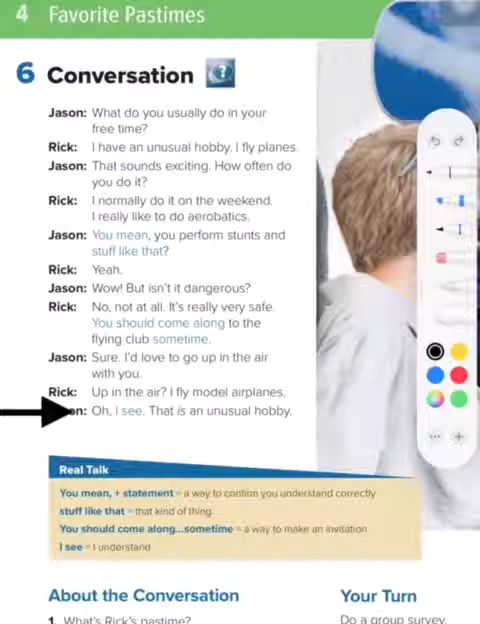 4 Favorite Pastimes
6 Conversation
Jason: What do you usually do in your
free time?
Rick: I have an unusual hobby. I fly planes.
Jason: That sounds exciting. How often do
you do it?
Rick: I normally do it on the weekend.
I really like to do aerobatics.
Jason: You mean, you perform stunts and
stuff like that?
Rick: Yeah.
Jason: Wow! But isn't it dangerous?
Rick: No, not at all. It's really very safe.
You should come along to the
flying club sometime.
Jason: Sure. I'd love to go up in the air
with you.
Rick: Up in the air? I fly model airplanes.
on: Oh, I see. That is an unusual hobby.
Real Talk
You mean, + statement = a way to confirm you understand correctly
stuff like that = that kind of thing
You should come along...sometime = a way to make an invitation
I see = I understand
About the Conversation
1. What's Rick's pastime?
Your Turn
Do a group survey.